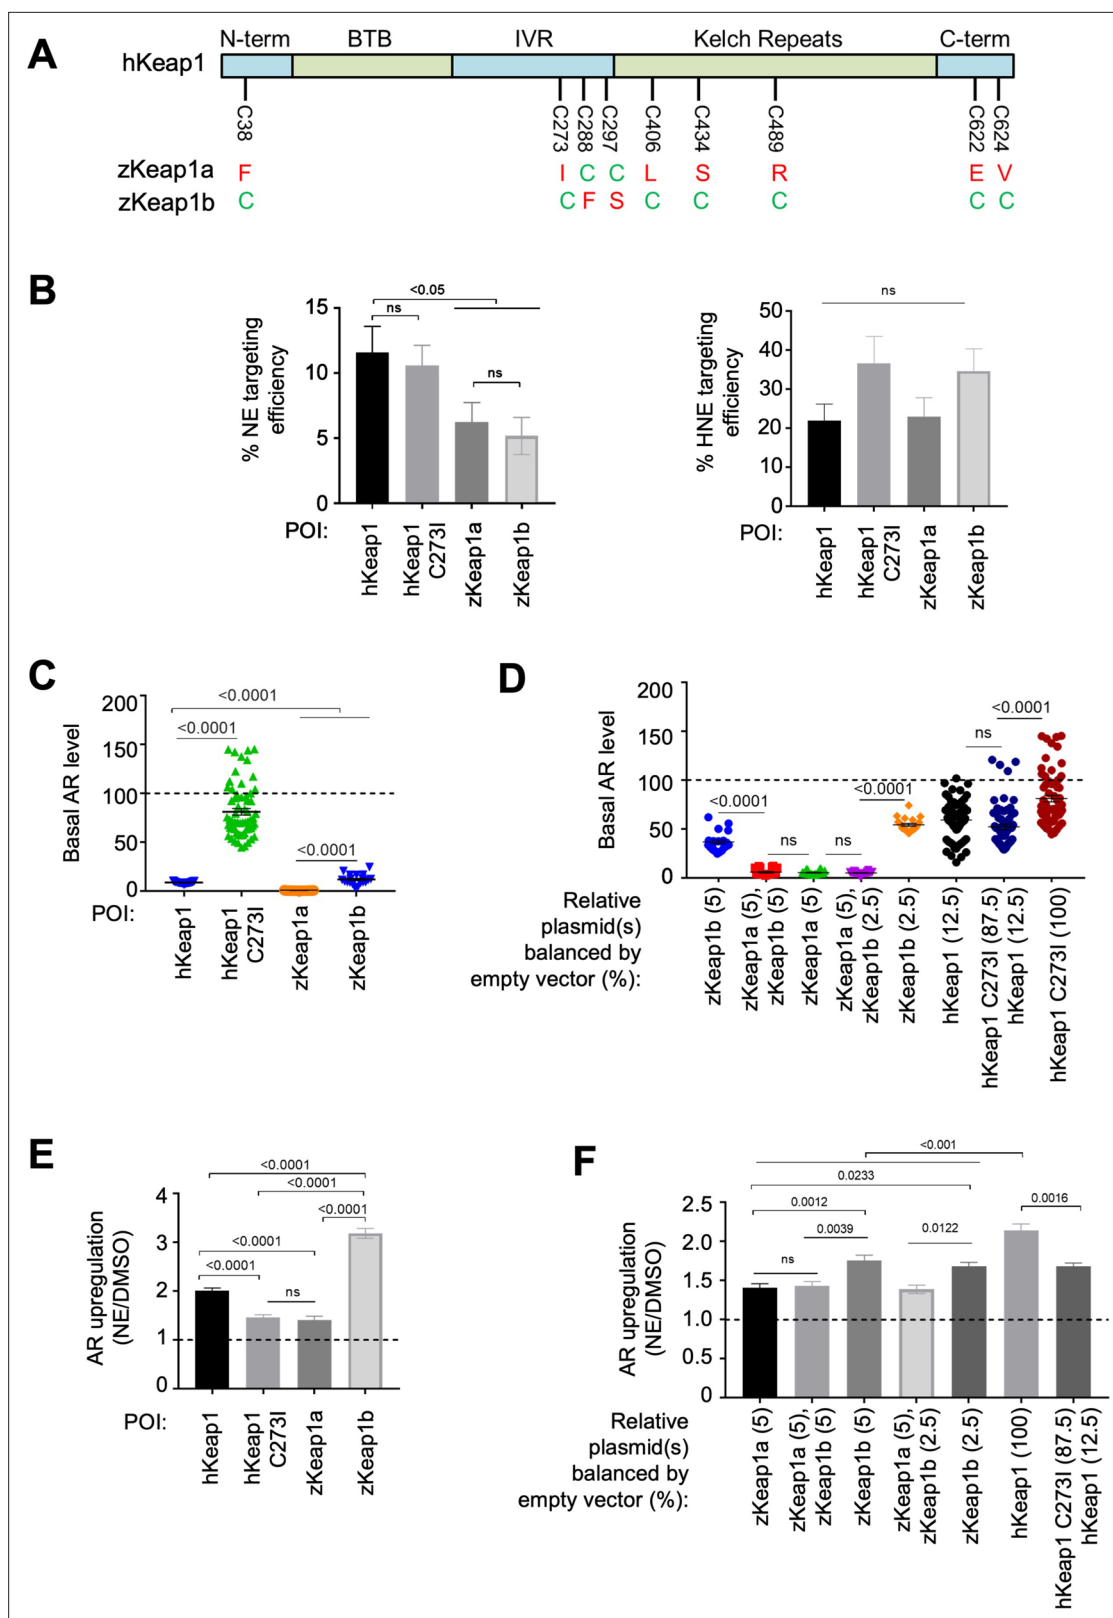 A
N-term BTB IVR Kelch Repeats C-term
hKeap1
C38 C273 C288 C297 C406 C434 C489 C622 C624
zKeap1a F I C C L S R E V
zKeap1b C C F S C C C C C
B
% NE targeting
efficiency
15
10
5
0
<0.05
ns
ns
POI:
hKeap1
hKeap1
C273I
zKeap1a
zKeap1b
% HNE targeting
efficiency
50
40
30
20
10
0
ns
POI:
hKeap1
hKeap1
C273I
zKeap1a
zKeap1b
C
Basal AR level
200
150
100
50
0
<0.0001
<0.0001
<0.0001
POI:
hKeap1
hKeap1
C273I
zKeap1a
zKeap1b
D
Basal AR level
200
150
100
50
0
<0.0001
ns
ns
<0.0001
ns
<0.0001
Relative
plasmid(s)
balanced by
empty vector (%):
zKeap1b (5)
zKeap1a (5),
zKeap1b (5)
zKeap1a (5)
zKeap1a (5),
zKeap1b (2.5)
zKeap1b (2.5)
hKeap1 (12.5)
hKeap1 C273I (87.5)
hKeap1 (12.5)
hKeap1 C273I (100)
E
AR upregulation
(NE/DMSO)
4
3
2
1
0
<0.0001
<0.0001
<0.0001
<0.0001
<0.0001
ns
POI:
hKeap1
hKeap1
C273I
zKeap1a
zKeap1b
F
AR upregulation
(NE/DMSO)
2.5
2.0
1.5
1.0
0.5
0
<0.001
0.0233
0.0012
0.0039
0.0122
0.0016
ns
Relative
plasmid(s)
balanced by
empty vector (%):
zKeap1a (5)
zKeap1a (5),
zKeap1b (5)
zKeap1b (5)
zKeap1a (5),
zKeap1b (2.5)
zKeap1b (2.5)
hKeap1 (100)
hKeap1 C273I (87.5)
hKeap1 (12.5)